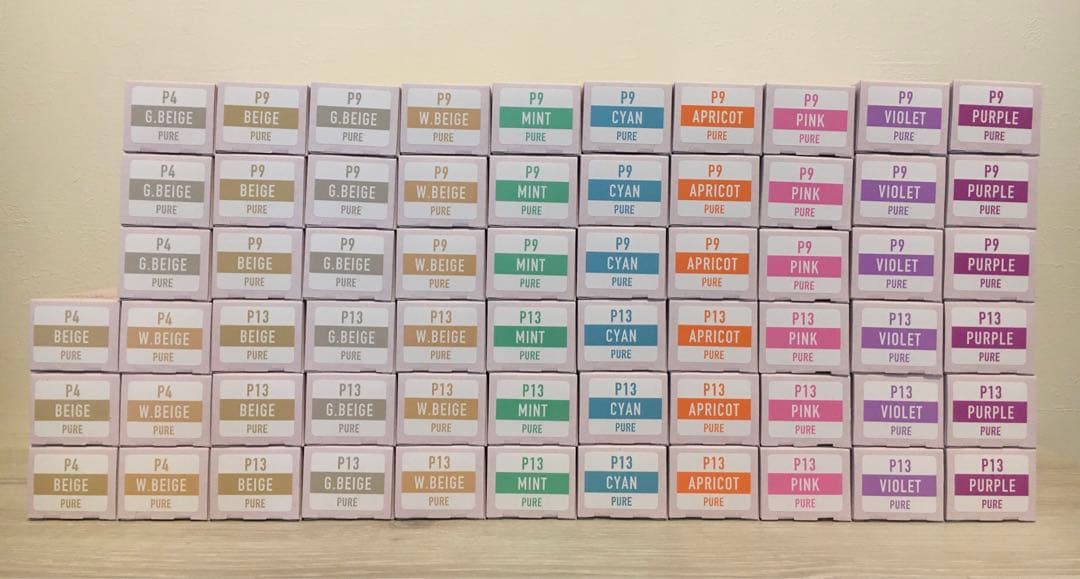 P4
G.BEIGE
PURE
P9
BEIGE
PURE
P9
G.BEIGE
PURE
P9
W.BEIGE
PURE
P9
MINT
PURE
P9
CYAN
PURE
P9
APRICOT
PURE
P9
PINK
PURE
P9
VIOLET
PURE
P9
PURPLE
PURE
P4
G.BEIGE
PURE
P9
BEIGE
PURE
P9
G.BEIGE
PURE
P9
W.BEIGE
PURE
P9
MINT
PURE
P9
CYAN
PURE
P9
APRICOT
PURE
P9
PINK
PURE
P9
VIOLET
PURE
P9
PURPLE
PURE
P4
G.BEIGE
PURE
P9
BEIGE
PURE
P9
G.BEIGE
PURE
P9
W.BEIGE
PURE
P9
MINT
PURE
P9
CYAN
PURE
P9
APRICOT
PURE
P9
PINK
PURE
P9
VIOLET
PURE
P9
PURPLE
PURE
P4
BEIGE
PURE
P4
W.BEIGE
PURE
P13
BEIGE
PURE
P13
G.BEIGE
PURE
P13
W.BEIGE
PURE
P13
MINT
PURE
P13
CYAN
PURE
P13
APRICOT
PURE
P13
PINK
PURE
P13
VIOLET
PURE
P13
PURPLE
PURE
P4
BEIGE
PURE
P4
W.BEIGE
PURE
P13
BEIGE
PURE
P13
G.BEIGE
PURE
P13
W.BEIGE
PURE
P13
MINT
PURE
P13
CYAN
PURE
P13
APRICOT
PURE
P13
PINK
PURE
P13
VIOLET
PURE
P13
PURPLE
PURE
P4
BEIGE
PURE
P4
W.BEIGE
PURE
P13
BEIGE
PURE
P13
G.BEIGE
PURE
P13
W.BEIGE
PURE
P13
MINT
PURE
P13
CYAN
PURE
P13
APRICOT
PURE
P13
PINK
PURE
P13
VIOLET
PURE
P13
PURPLE
PURE